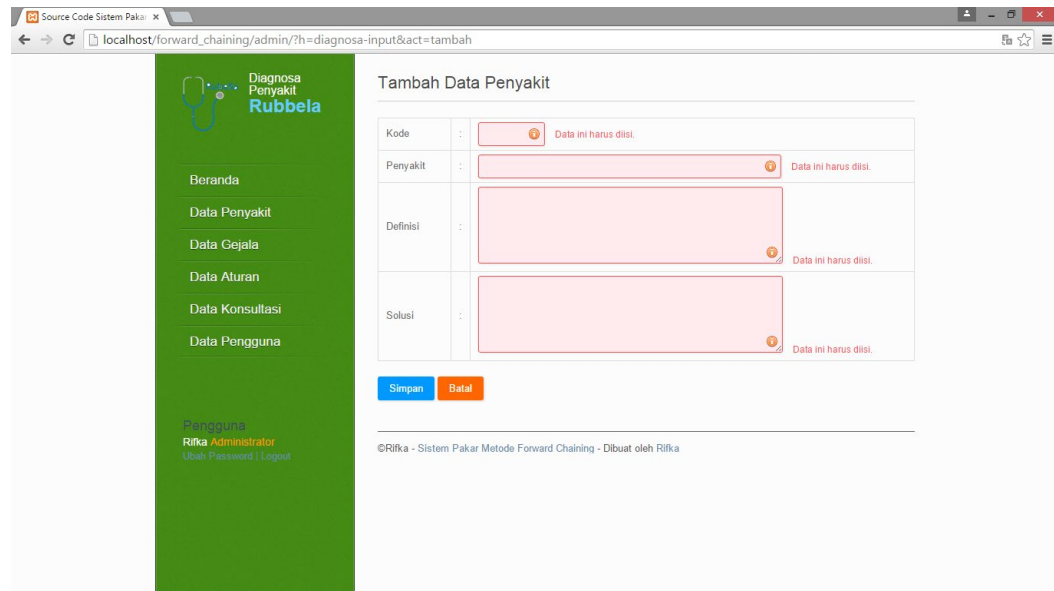 Source Code Sistem Pakar
localhost/forward_chaining/admin/?h=diagnosa-input&act=tambah
Diagnosa
Penyakit
Rubbela
Beranda
Data Penyakit
Data Gejala
Data Aturan
Data Konsultasi
Data Pengguna
Pengguna
Rifka Administrator
Ubah Password | Logout
Tambah Data Penyakit
Kode : Data ini harus diisi.
Penyakit : Data ini harus diisi.
Definisi : Data ini harus diisi.
Solusi : Data ini harus diisi.
Simpan Batal
©Rifka - Sistem Pakar Metode Forward Chaining - Dibuat oleh Rifka